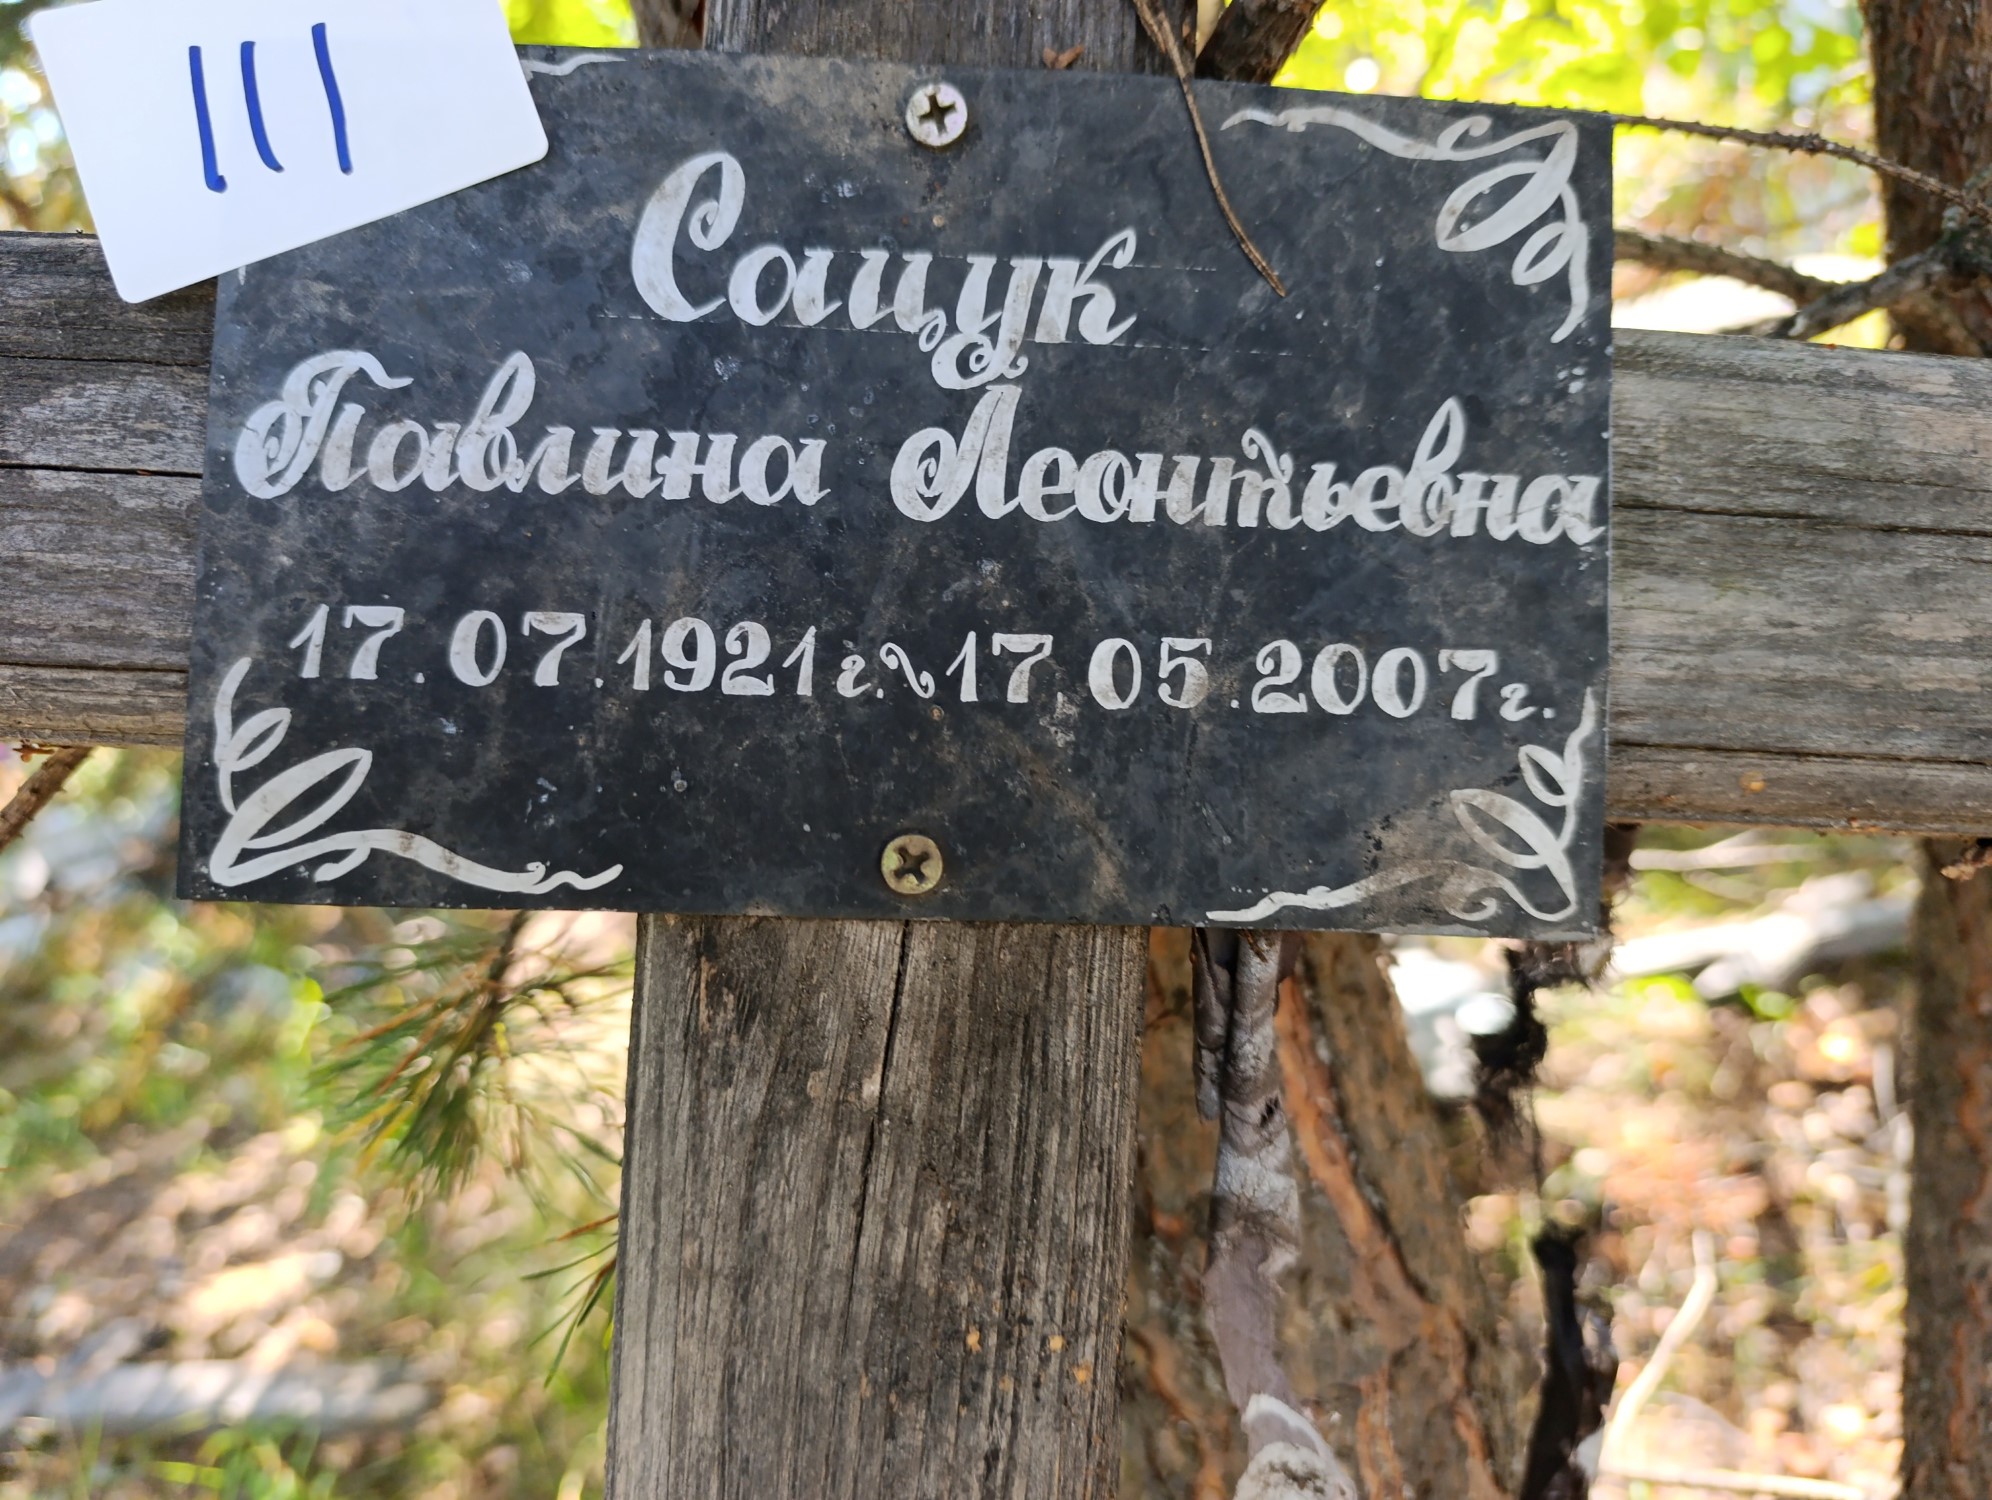 111
Сацук
Павлина Леонтьевна
17.07.1921г.~17.05.2007г.